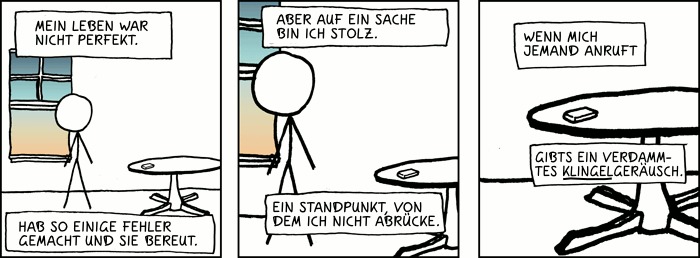 MEIN LEBEN WAR
NICHT PERFEKT.
HAB SO EINIGE FEHLER
GEMACHT UND SIE BEREUT.
ABER AUF EIN SACHE
BIN ICH STOLZ.
EIN STANDPUNKT, VON
DEM ICH NICHT ABRÜCKE.
WENN MICH
JEMAND ANRUFT
GIBTS EIN VERDAMM-
TES KLINGELGERÄUSCH.